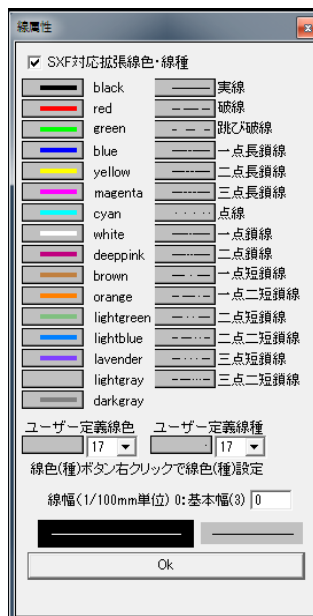 線属性
SXF対応拡張線色・線種
black 実線
red 破線
green 跳び破線
blue 一点長鎖線
yellow 二点長鎖線
magenta 三点長鎖線
cyan 点線
white 一点鎖線
deeppink 二点鎖線
brown 一点短鎖線
orange 一点二短鎖線
lightgreen 二点短鎖線
lightblue 二点二短鎖線
lavender 三点短鎖線
lightgray 三点二短鎖線
darkgray
ユーザー定義線色 ユーザー定義線種
17 17
線色(種)ボタン右クリックで線色(種)設定
線幅(1/100mm単位) 0:基本幅(3) 0
Ok